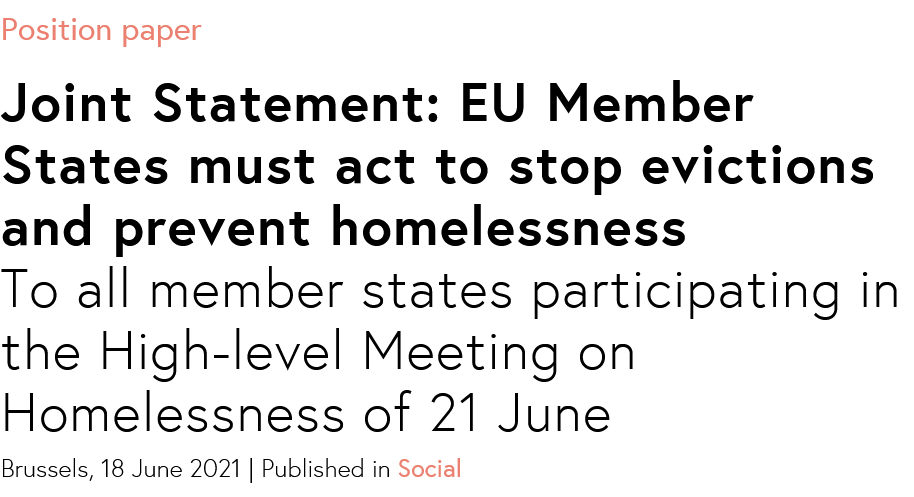 Position paper
Joint Statement: EU Member
States must act to stop evictions
and prevent homelessness
To all member states participating in
the High-level Meeting on
Homelessness of 21 June
Brussels, 18 June 2021 | Published in Social